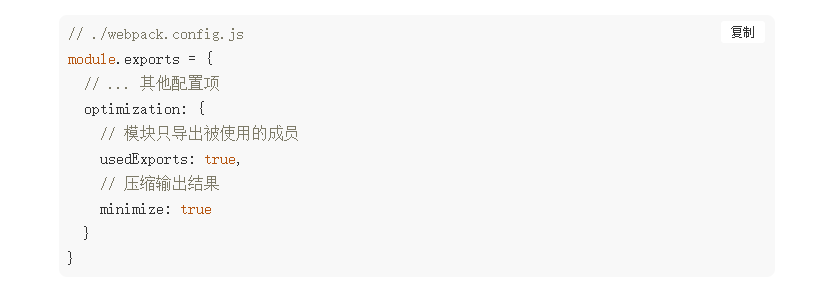 // ./webpack.config.js
复制
module.exports = {
  // ... 其他配置项
  optimization: {
    // 模块只导出被使用的成员
    usedExports: true,
    // 压缩输出结果
    minimize: true
  }
}